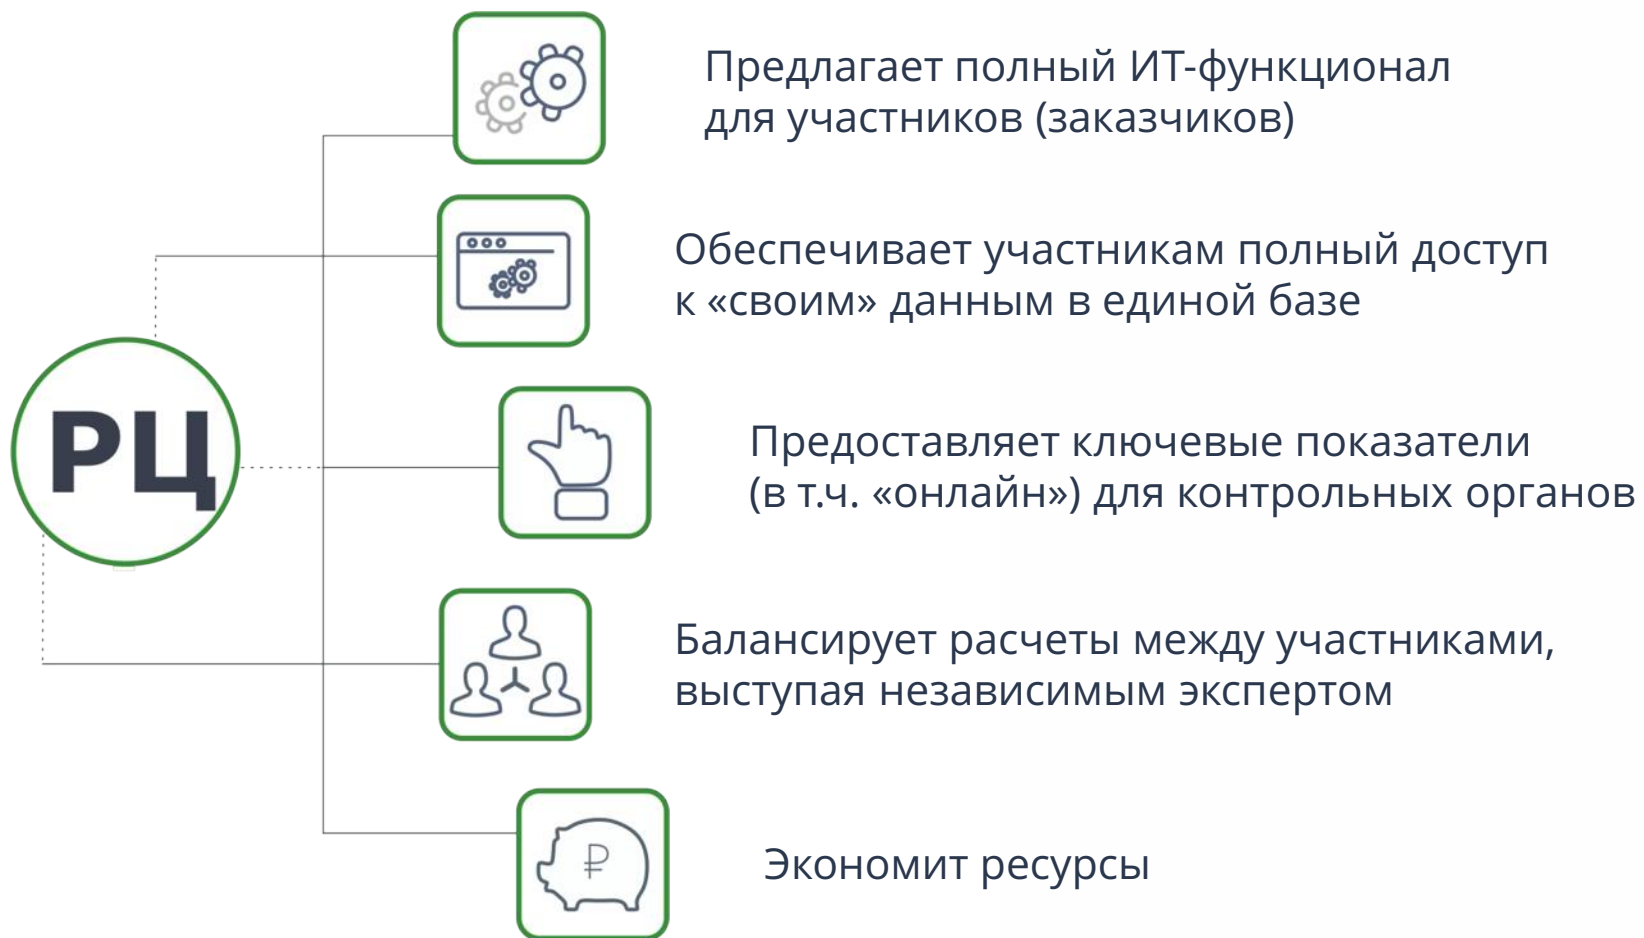 Предлагает полный ИТ-функционал
для участников (заказчиков)
Обеспечивает участникам полный доступ
к «своим» данным в единой базе
РЦ
Предоставляет ключевые показатели
(в т.ч. «онлайн») для контрольных органов
Балансирует расчеты между участниками,
выступая независимым экспертом
₽
Экономит ресурсы